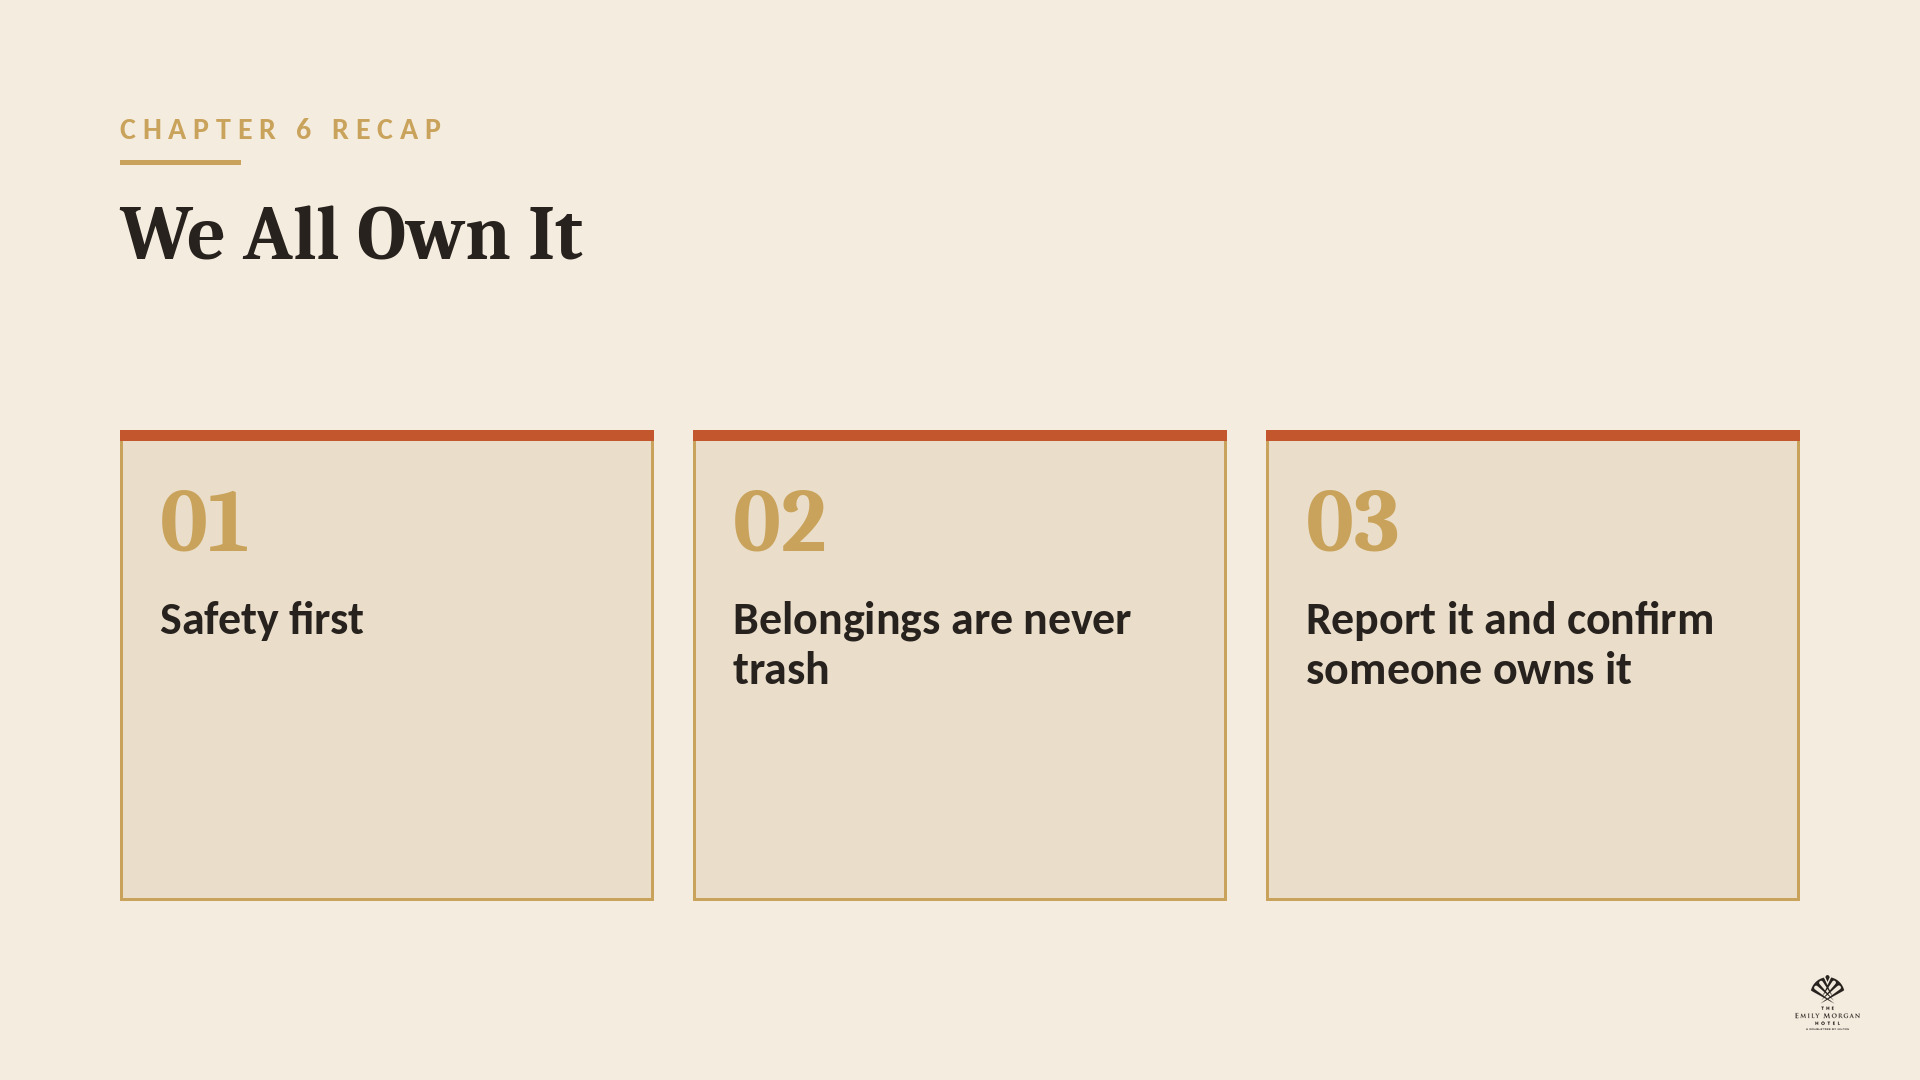 CHAPTER 6 RECAP
We All Own It
01
Safety first
02
Belongings are never
trash
03
Report it and confirm
someone owns it
THE
EMILY MORGAN
HOTEL